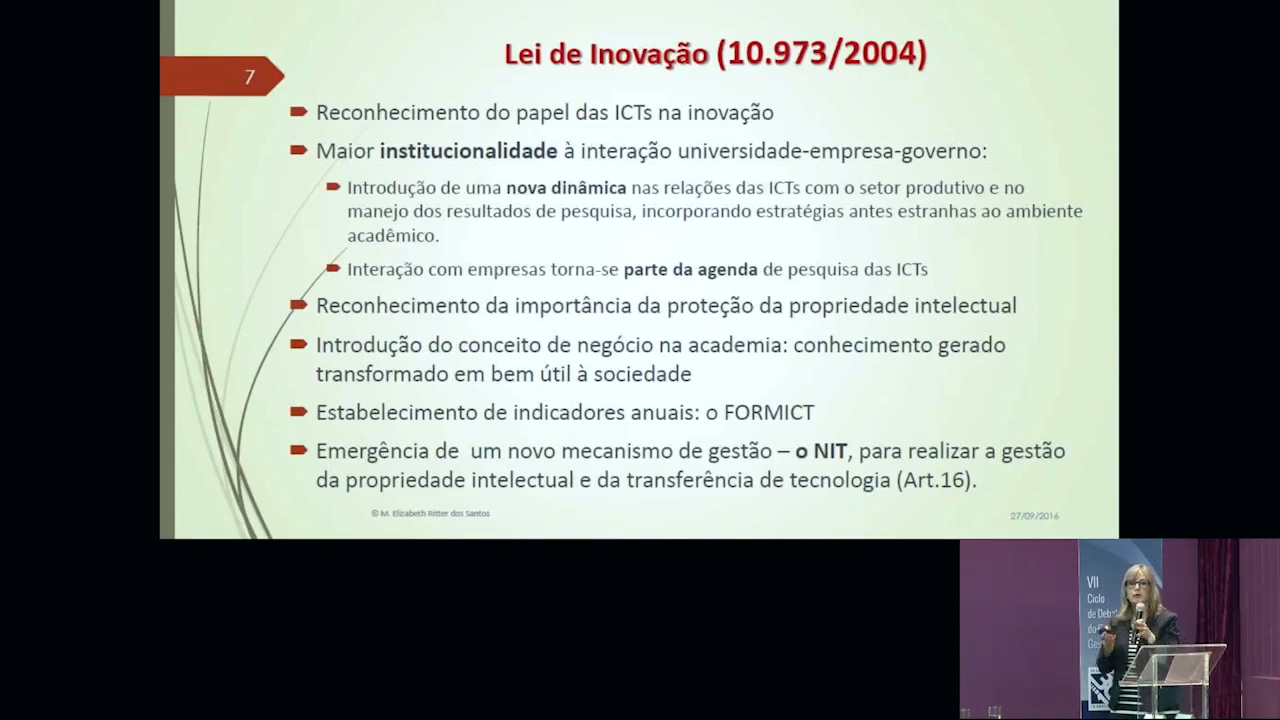 Lei de Inovação (10.973/2004)
7
Reconhecimento do papel das ICTs na inovação
Maior institucionalidade à interação universidade-empresa-governo:
Introdução de uma nova dinâmica nas relações das ICTs com o setor produtivo e no
manejo dos resultados de pesquisa, incorporando estratégias antes estranhas ao ambiente
acadêmico.
Interação com empresas torna-se parte da agenda de pesquisa das ICTs
Reconhecimento da importância da proteção da propriedade intelectual
Introdução do conceito de negócio na academia: conhecimento gerado
transformado em bem útil à sociedade
Estabelecimento de indicadores anuais: o FORMICT
Emergência de um novo mecanismo de gestão – o NIT, para realizar a gestão
da propriedade intelectual e da transferência de tecnologia (Art.16).
© M. Elizabeth Ritter dos Santos
27/09/2016
VII
Ciclo